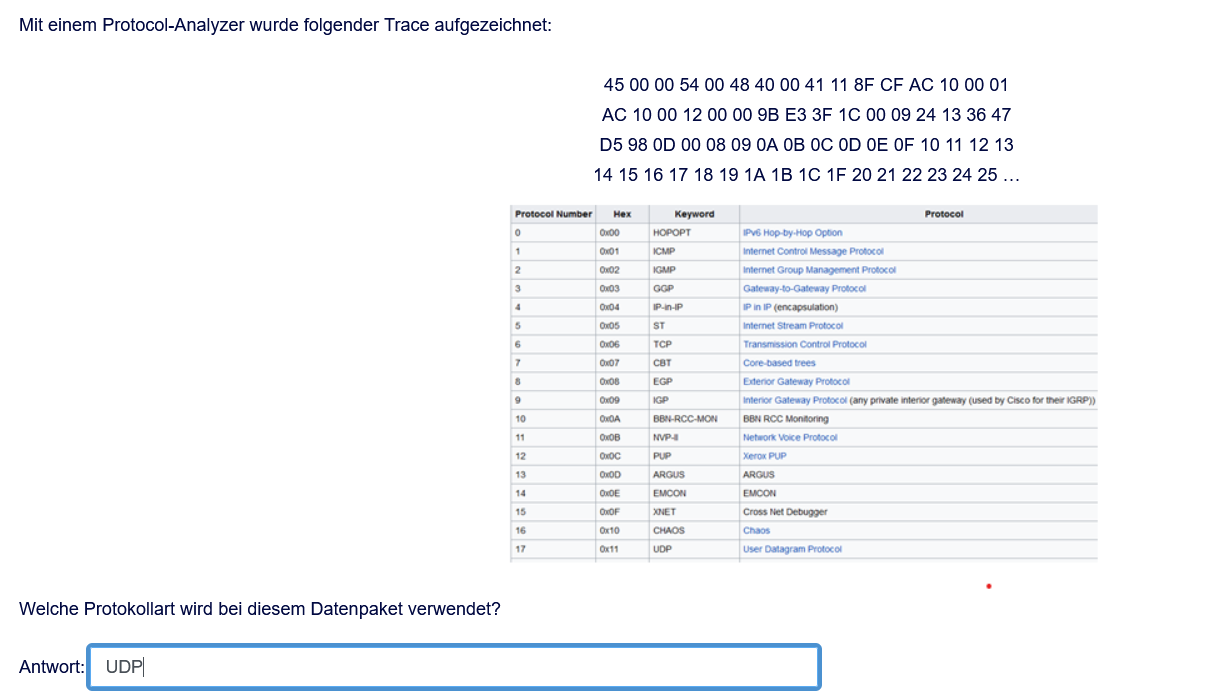 Mit einem Protocol-Analyzer wurde folgender Trace aufgezeichnet:
45 00 00 54 00 48 40 00 41 11 8F CF AC 10 00 01
AC 10 00 12 00 00 9B E3 3F 1C 00 09 24 13 36 47
D5 98 0D 00 08 09 0A 0B 0C 0D 0E 0F 10 11 12 13
14 15 16 17 18 19 1A 1B 1C 1F 20 21 22 23 24 25 …
Protocol Number Hex Keyword Protocol
0 0x00 HOPOPT IPv6 Hop-by-Hop Option
1 0x01 ICMP Internet Control Message Protocol
2 0x02 IGMP Internet Group Management Protocol
3 0x03 GGP Gateway-to-Gateway Protocol
4 0x04 IP-in-IP IP in IP (encapsulation)
5 0x05 ST Internet Stream Protocol
6 0x06 TCP Transmission Control Protocol
7 0x07 CBT Core-based trees
8 0x08 EGP Exterior Gateway Protocol
9 0x09 IGP Interior Gateway Protocol (any private interior gateway (used by Cisco for their IGRP))
10 0x0A BBN-RCC-MON BBN RCC Monitoring
11 0x0B NVP-II Network Voice Protocol
12 0x0C PUP Xerox PUP
13 0x0D ARGUS ARGUS
14 0x0E EMCON EMCON
15 0x0F XNET Cross Net Debugger
16 0x10 CHAOS Chaos
17 0x11 UDP User Datagram Protocol
Welche Protokollart wird bei diesem Datenpaket verwendet?
Antwort: UDP